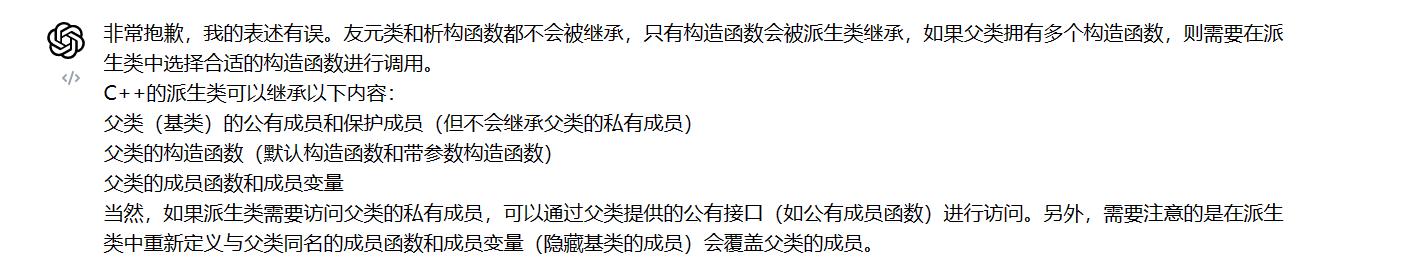 非常抱歉，我的表述有误。友元类和析构函数都不会被继承，只有构造函数会被派生类继承，如果父类拥有多个构造函数，则需要在派
生类中选择合适的构造函数进行调用。
C++的派生类可以继承以下内容：
父类（基类）的公有成员和保护成员（但不会继承父类的私有成员）
父类的构造函数（默认构造函数和带参数构造函数）
父类的成员函数和成员变量
当然，如果派生类需要访问父类的私有成员，可以通过父类提供的公有接口（如公有成员函数）进行访问。另外，需要注意的是在派生
类中重新定义与父类同名的成员函数和成员变量（隐藏基类的成员）会覆盖父类的成员。